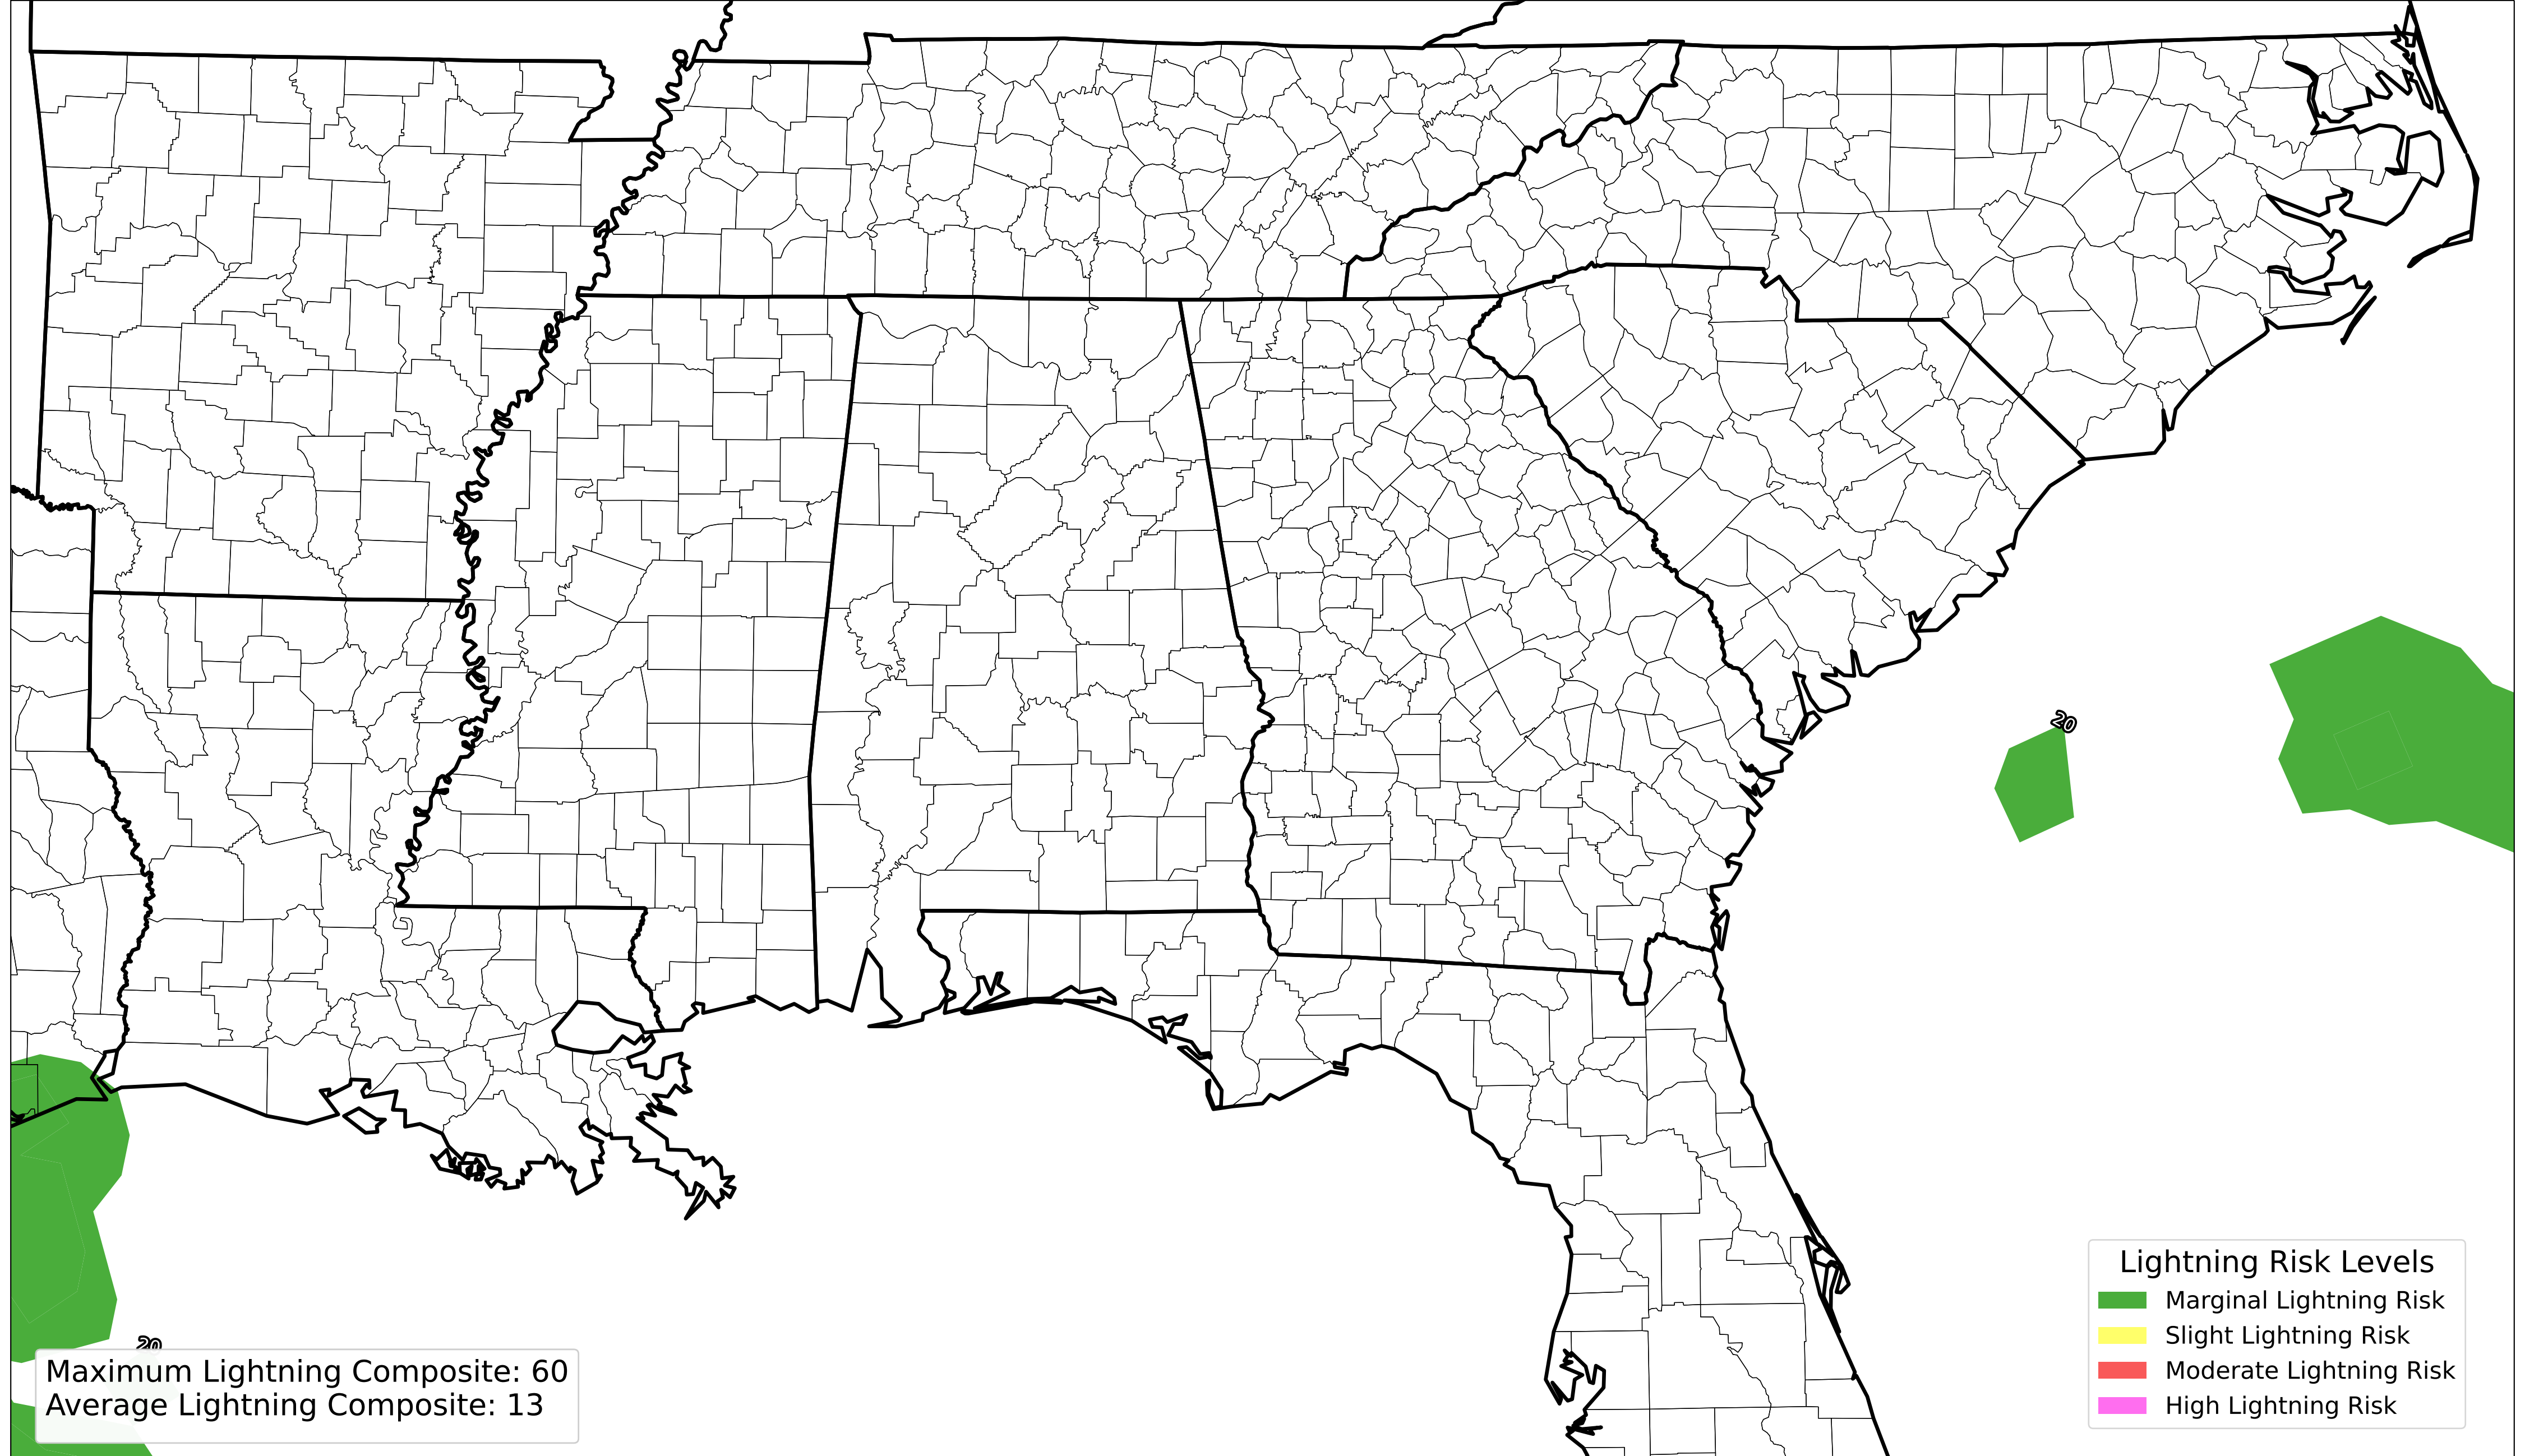 20
20
Maximum Lightning Composite: 60
Average Lightning Composite: 13
Lightning Risk Levels
Marginal Lightning Risk
Slight Lightning Risk
Moderate Lightning Risk
High Lightning Risk